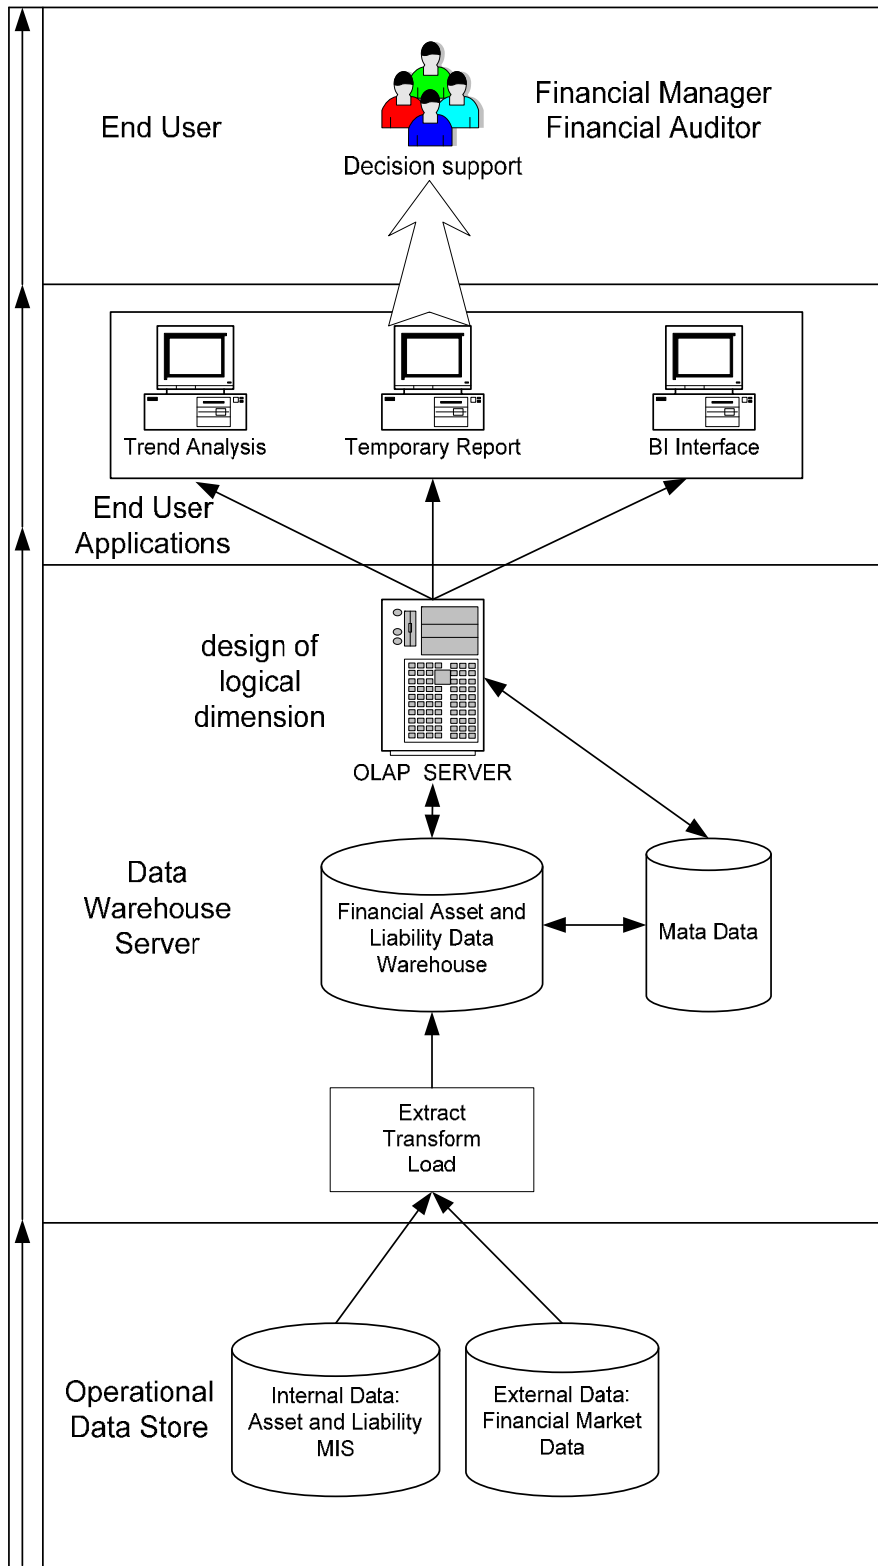 End User
Financial Manager
Financial Auditor
Decision support
Trend Analysis
Temporary Report
BI Interface
End User
Applications
design of
logical
dimension
OLAP SERVER
Data
Warehouse
Server
Financial Asset and
Liability Data
Warehouse
Mata Data
Extract
Transform
Load
Operational
Data Store
Internal Data:
Asset and Liability
MIS
External Data:
Financial Market
Data